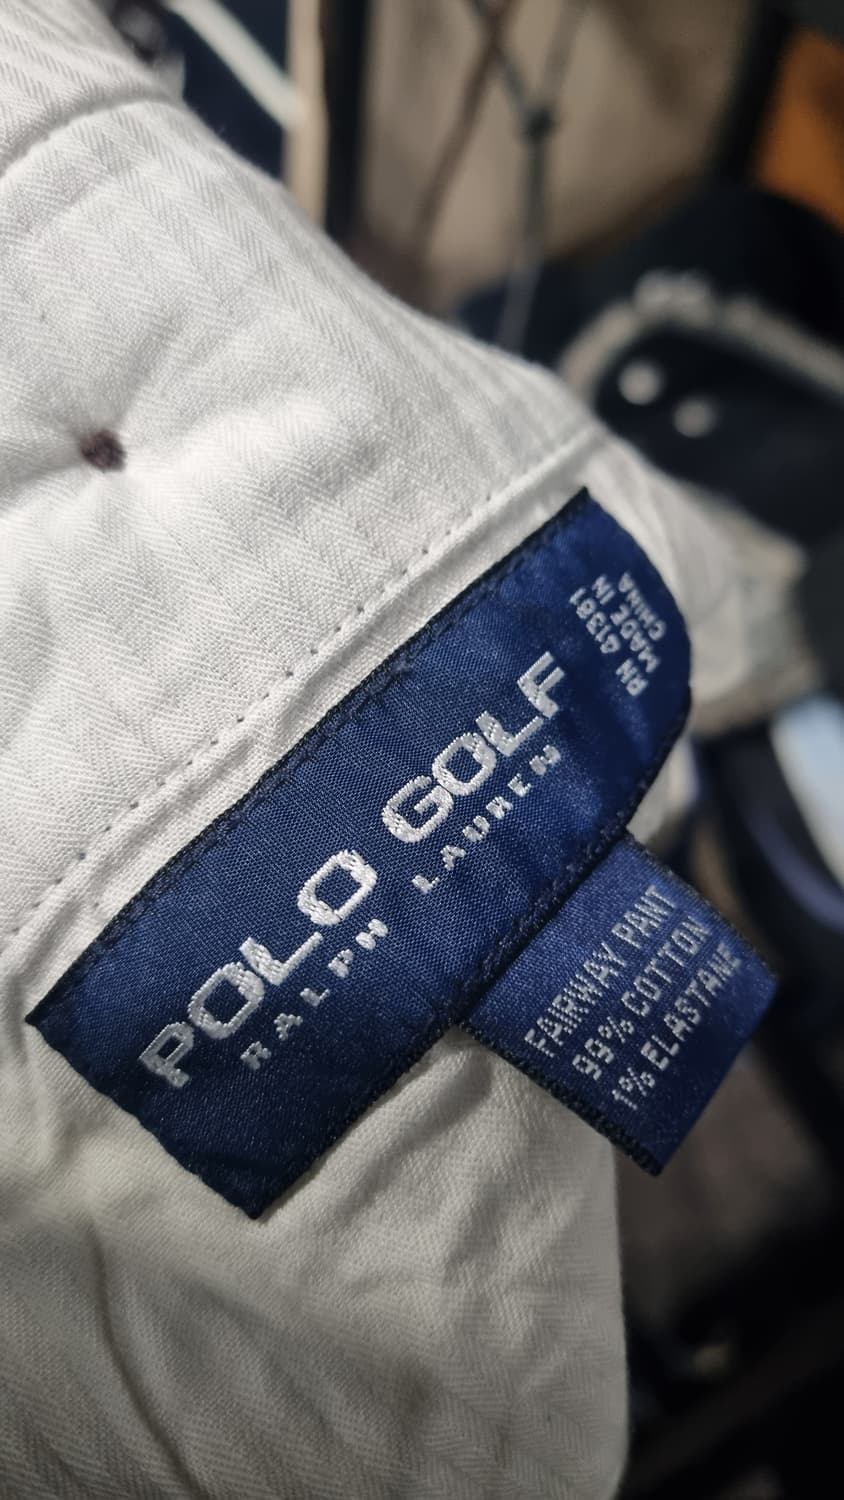 POLO GOLF
RALPH LAUREN
RN 41381
MADE IN
CHINA
FAIRWAY PANT
99% COTTON
1% ELASTANE